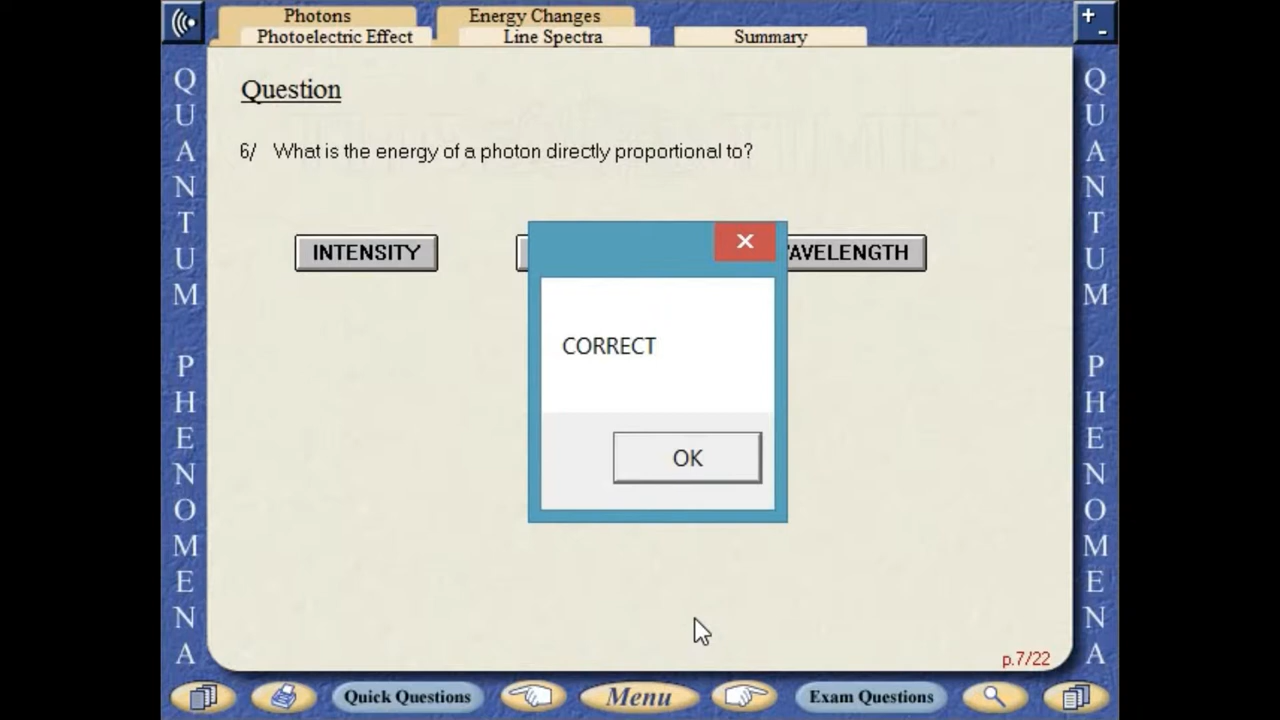 Photons
Energy Changes
Photoelectric Effect
Line Spectra
Summary
+
-
QUANTUM PHENOMENA
Question
6/ What is the energy of a photon directly proportional to?
INTENSITY
AVELENGTH
CORRECT
OK
QUANTUM PHENOMENA
p.7/22
Quick Questions
Menu
Exam Questions